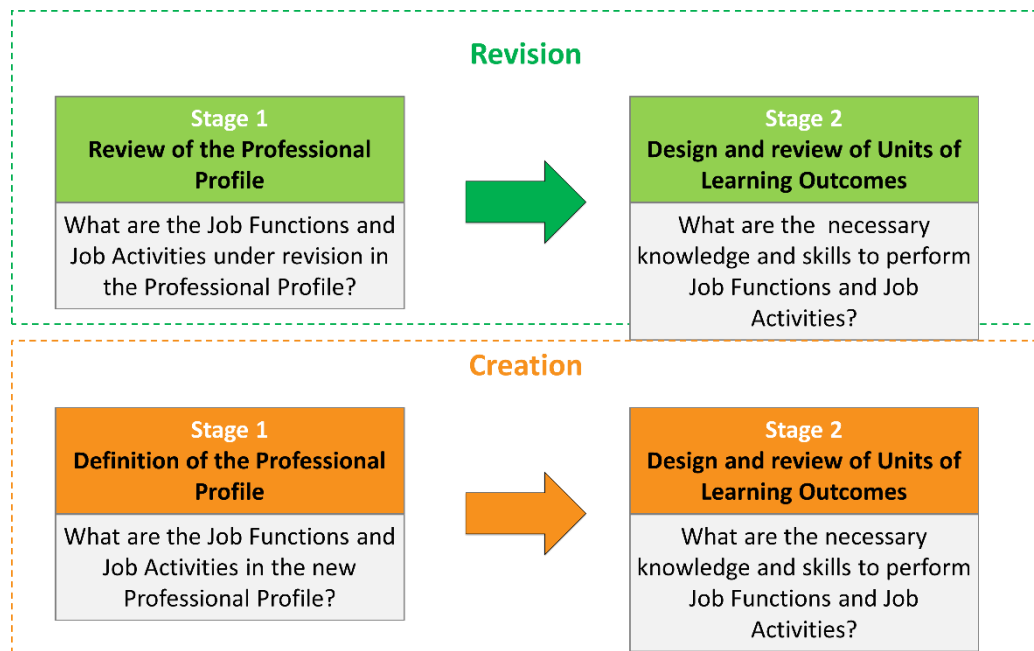 Revision
Stage 1
Review of the Professional
Profile
What are the Job Functions and
Job Activities under revision in
the Professional Profile?
Stage 2
Design and review of Units of
Learning Outcomes
What are the  necessary
knowledge and skills to perform
Job Functions and Job
Activities?
Creation
Stage 1
Definition of the Professional
Profile
What are the Job Functions and
Job Activities in the new
Professional Profile?
Stage 2
Design and review of Units of
Learning Outcomes
What are the necessary
knowledge and skills to perform
Job Functions and Job
Activities?